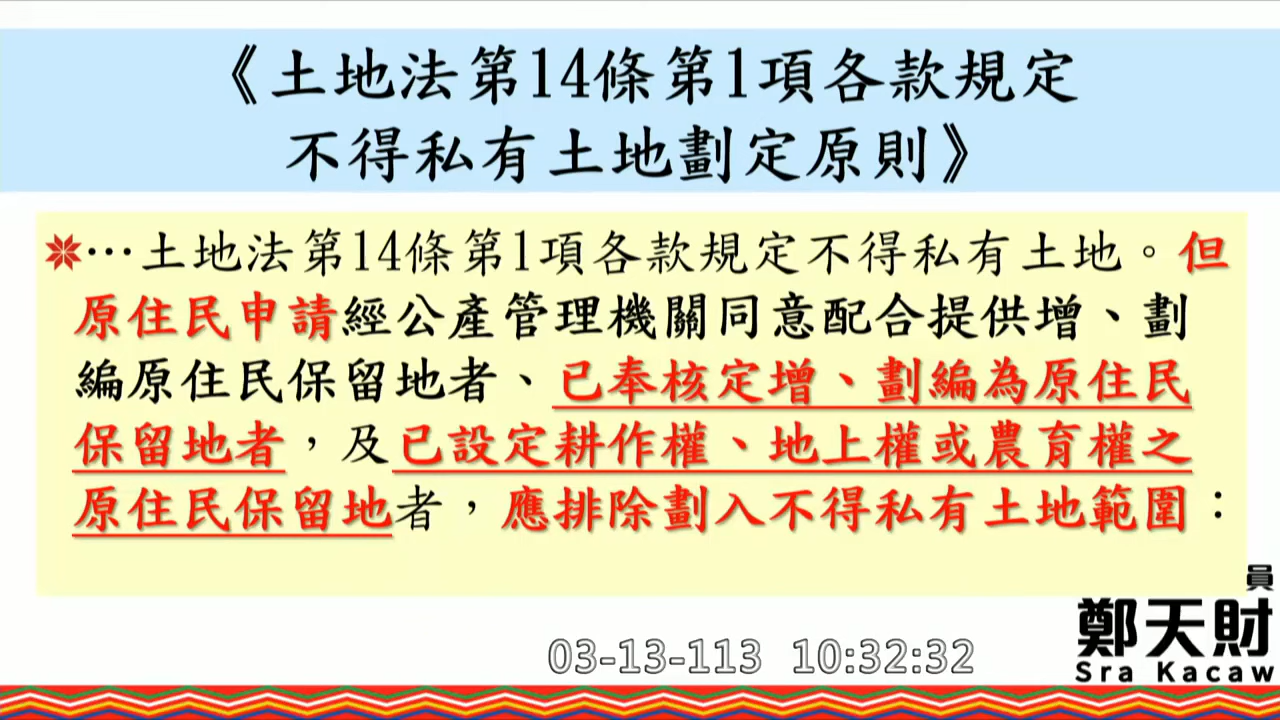 《土地法第14條第1項各款規定
不得私有土地劃定原則》
…土地法第14條第1項各款規定不得私有土地。但
原住民申請經公產管理機關同意配合提供增、劃
編原住民保留地者、已奉核定增、劃編為原住民
保留地者，及已設定耕作權、地上權或農育權之
原住民保留地者，應排除劃入不得私有土地範圍：
員
鄭天財
Sra Kacaw
03-13-113 10:32:32